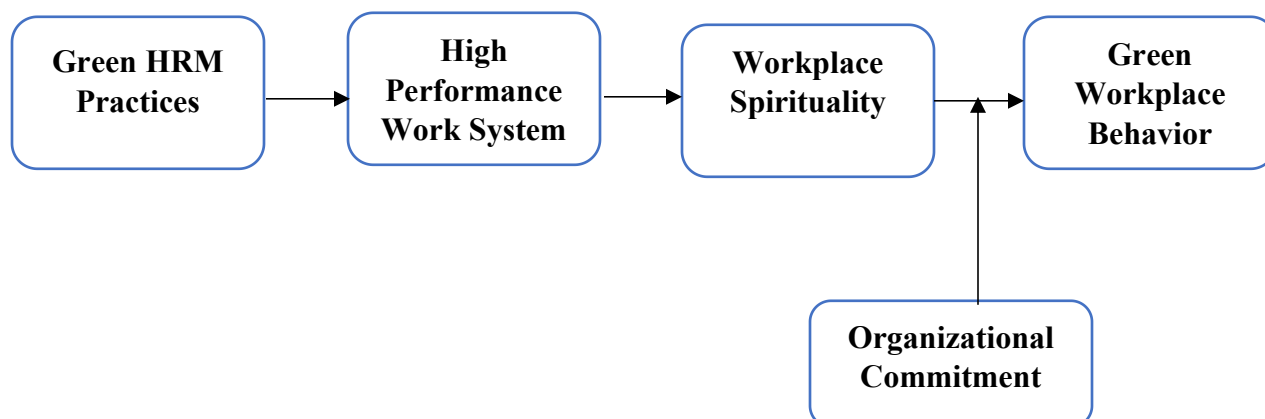 Green HRM
Practices
High
Performance
Work System
Workplace
Spirituality
Green
Workplace
Behavior
Organizational
Commitment